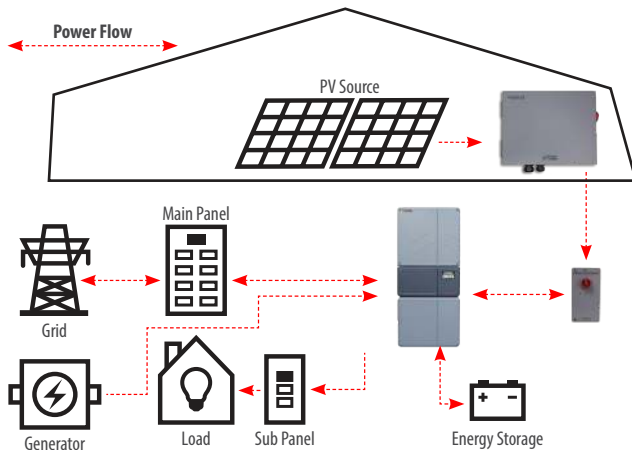 Power Flow
PV Source
Main Panel
Grid
Generator
Load
Sub Panel
Energy Storage